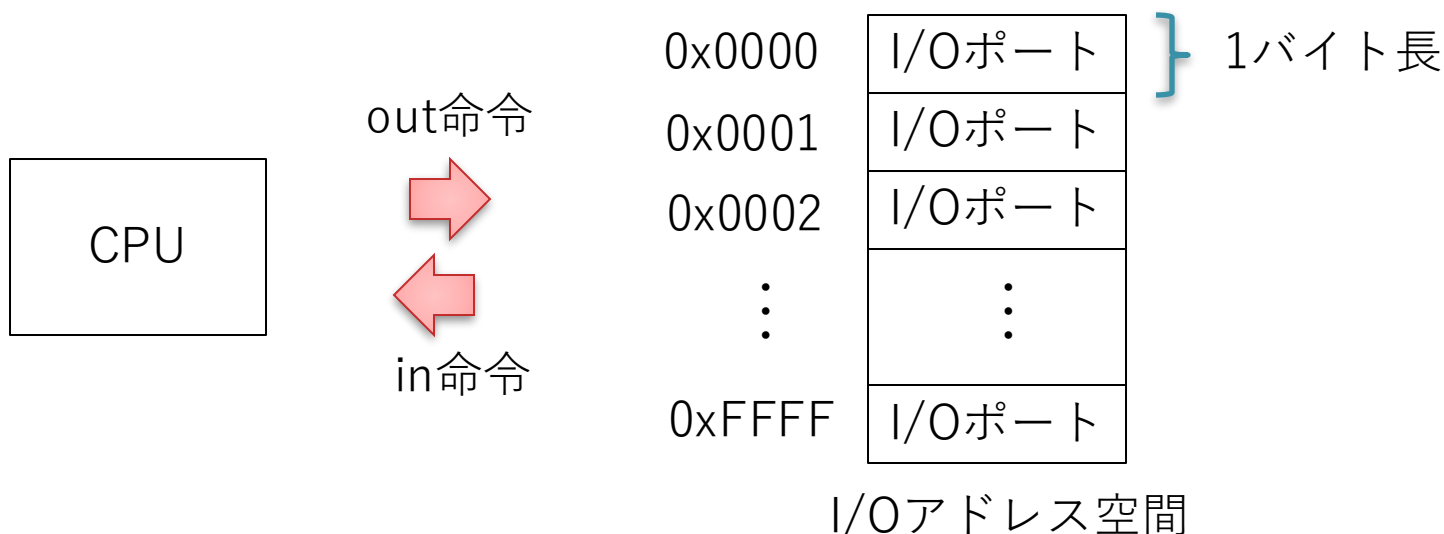 0x0000 I/Oポート 1バイト長
out命令
0x0001 I/Oポート
0x0002 I/Oポート
CPU
⋮ ⋮
in命令
0xFFFF I/Oポート
I/Oアドレス空間